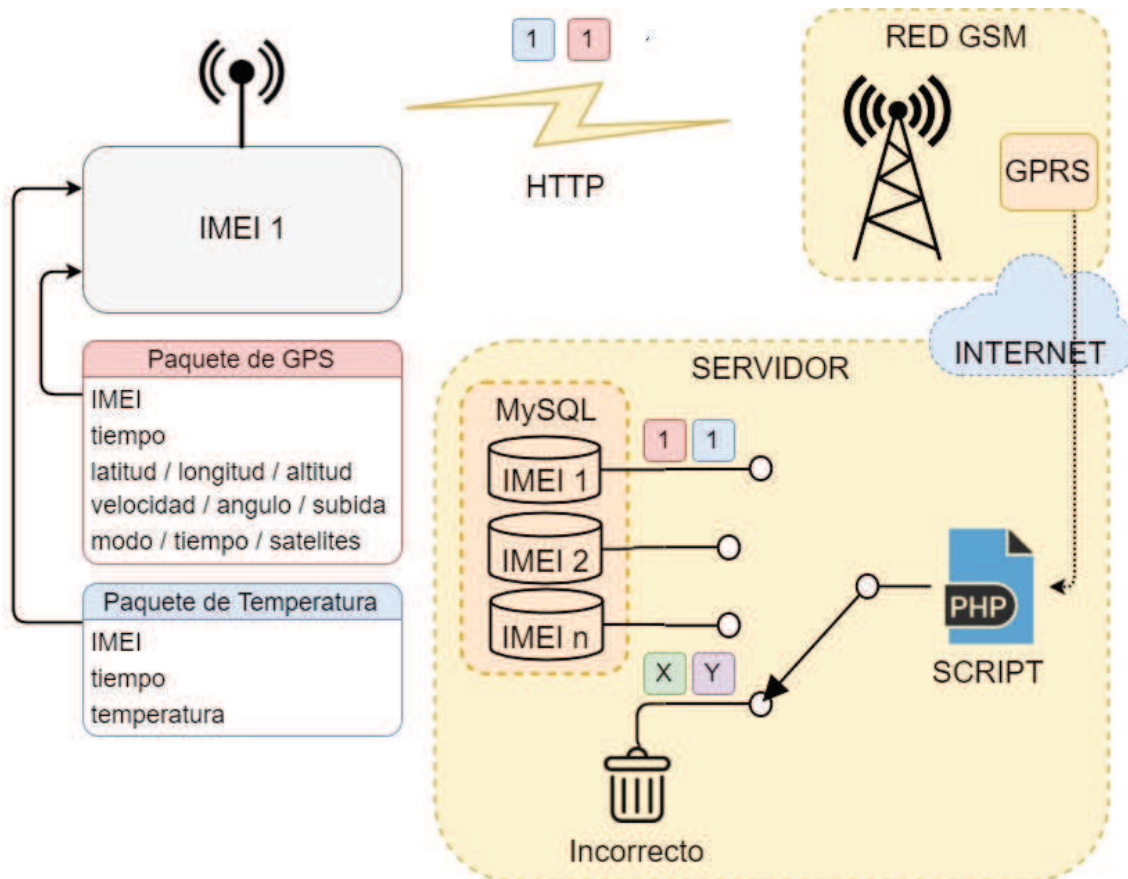 1 1
RED GSM
GPRS
HTTP
IMEI 1
INTERNET
Paquete de GPS
IMEI
tiempo
latitud / longitud / altitud
velocidad / angulo / subida
modo / tiempo / satelites
Paquete de Temperatura
IMEI
tiempo
temperatura
SERVIDOR
MySQL
1 1
IMEI 1
IMEI 2
IMEI n
X Y
Incorrecto
PHP
SCRIPT